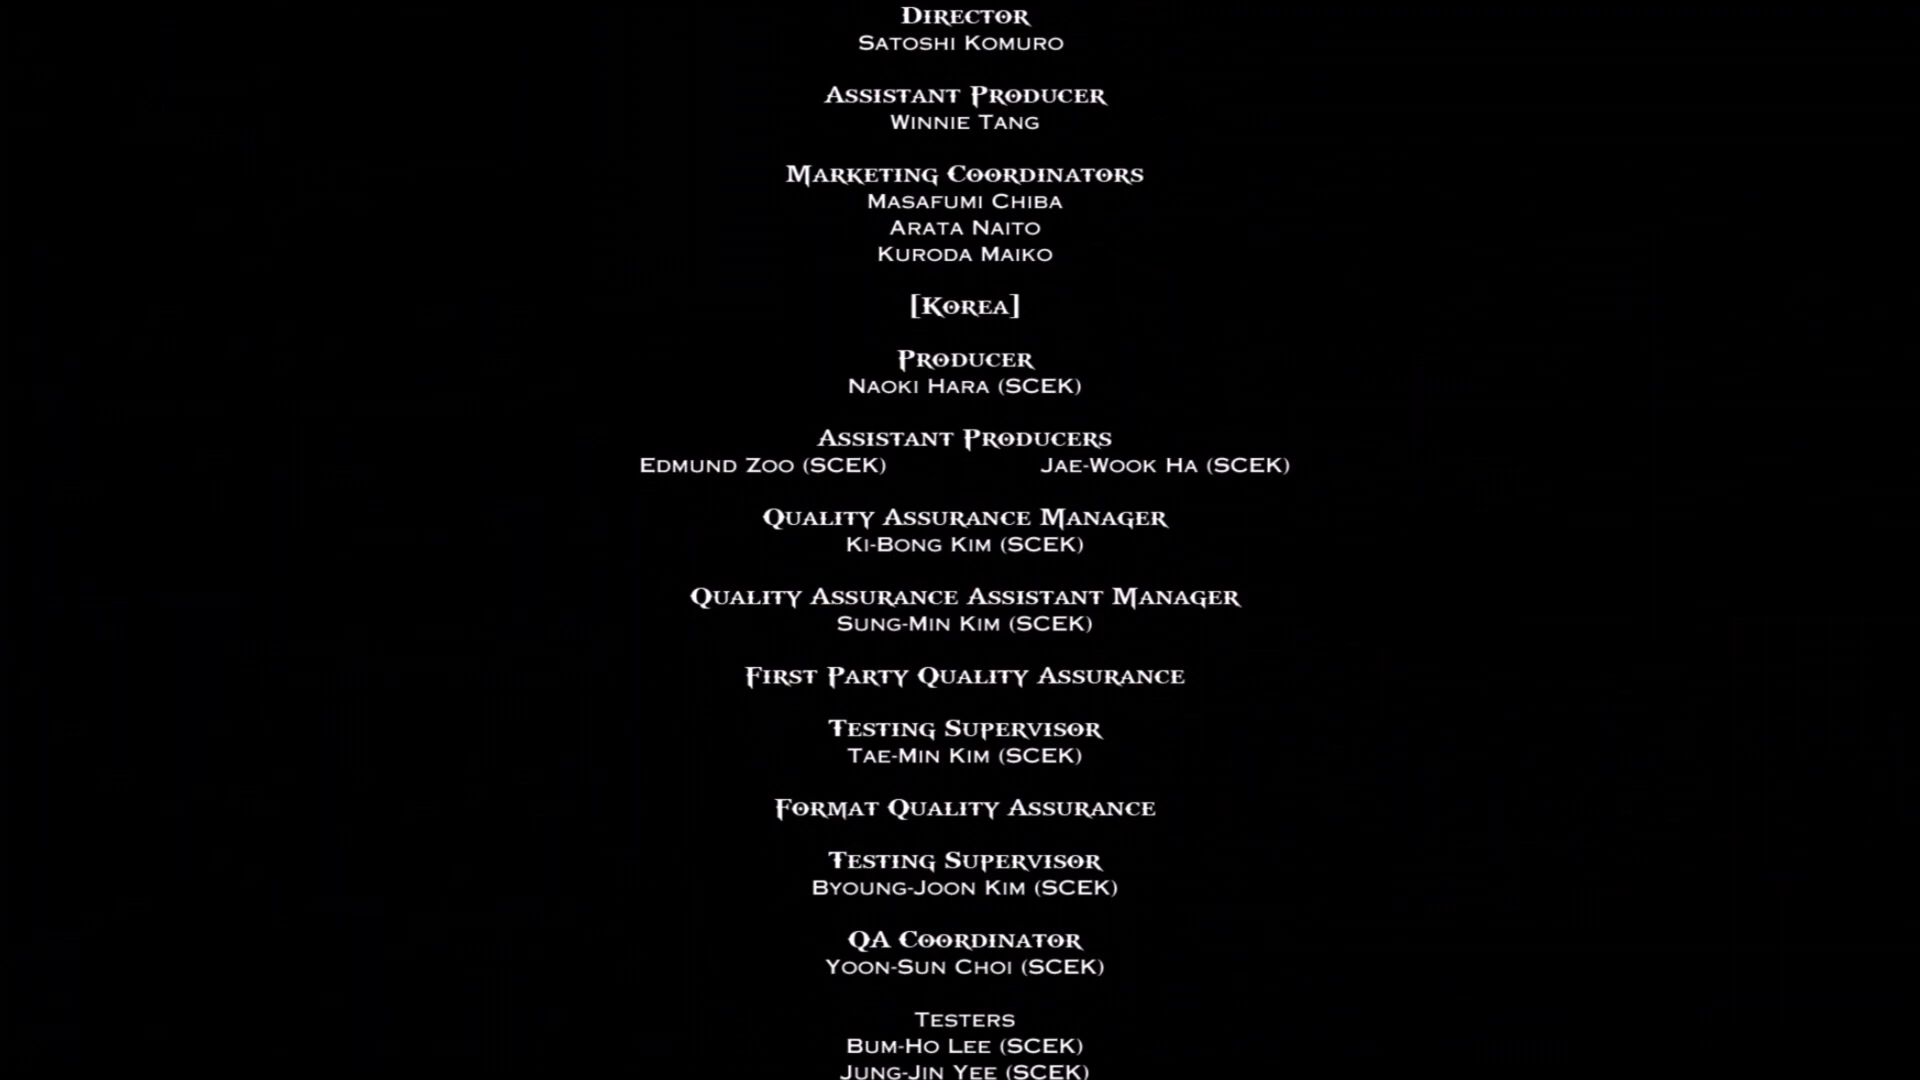 Director
Satoshi Komuro
Assistant Producer
Winnie Tang
Marketing Coordinators
Masafumi Chiba
Arata Naito
Kuroda Maiko
[Korea]
Producer
Naoki Hara (SCEK)
Assistant Producers
Edmund Zoo (SCEK) Jae-Wook Ha (SCEK)
Quality Assurance Manager
Ki-Bong Kim (SCEK)
Quality Assurance Assistant Manager
Sung-Min Kim (SCEK)
First Party Quality Assurance
Testing Supervisor
Tae-Min Kim (SCEK)
Format Quality Assurance
Testing Supervisor
Byoung-Joon Kim (SCEK)
QA Coordinator
Yoon-Sun Choi (SCEK)
Testers
Bum-Ho Lee (SCEK)
Jung-Jin Yee (SCEK)